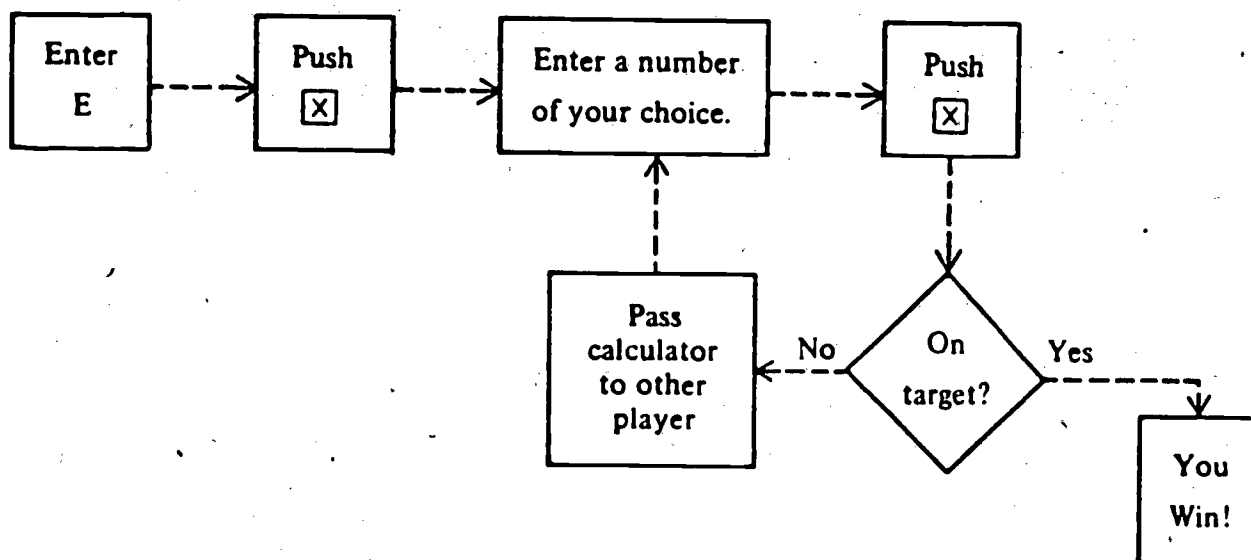 Enter
E
Push
X
Enter a number
of your choice.
Push
X
On
target?
No
Yes
Pass
calculator
to other
player
You
Win!